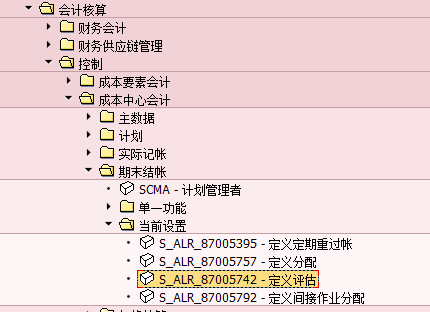 会计核算
财务会计
财务供应链管理
控制
成本要素会计
成本中心会计
主数据
计划
实际记帐
期末结帐
SCMA - 计划管理者
单一功能
当前设置
S_ALR_87005395 - 定义定期重过帐
S_ALR_87005757 - 定义分配
S_ALR_87005742 - 定义评估
S_ALR_87005792 - 定义间接作业分配